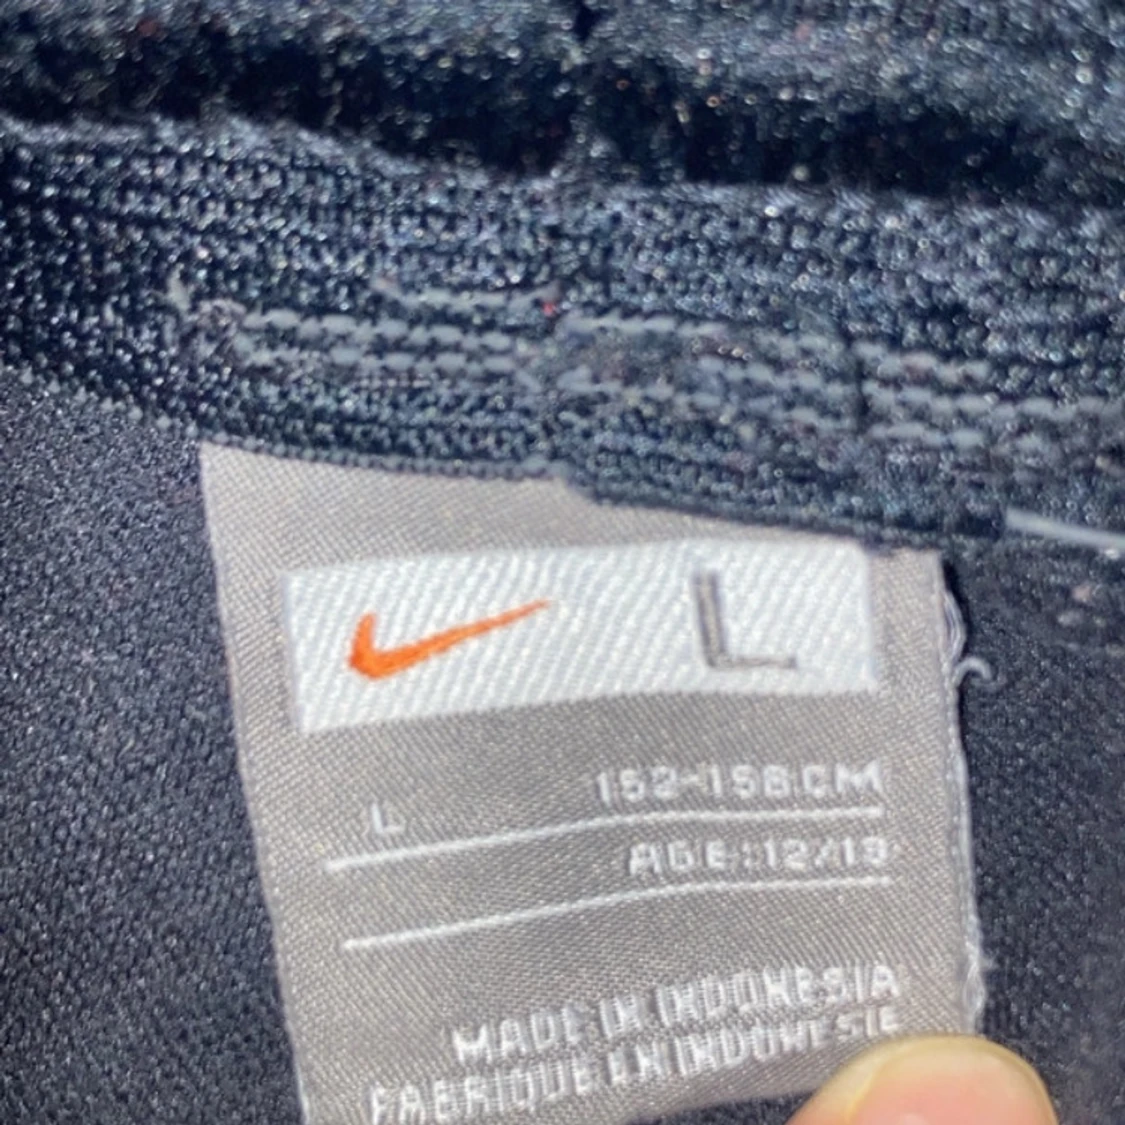 L
152-158 CM
L
AGE:12/13
MADE IN INDONESIA
FABRIQUE EN INDONESIE